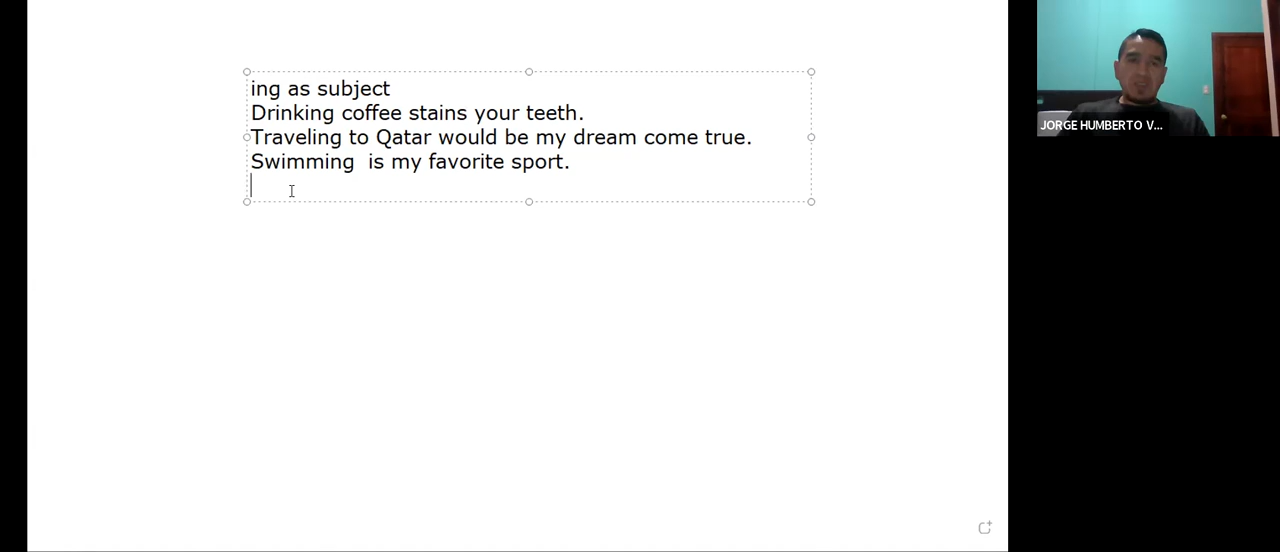 ing as subject
Drinking coffee stains your teeth.
Traveling to Qatar would be my dream come true.
Swimming  is my favorite sport.
JORGE HUMBERTO V...